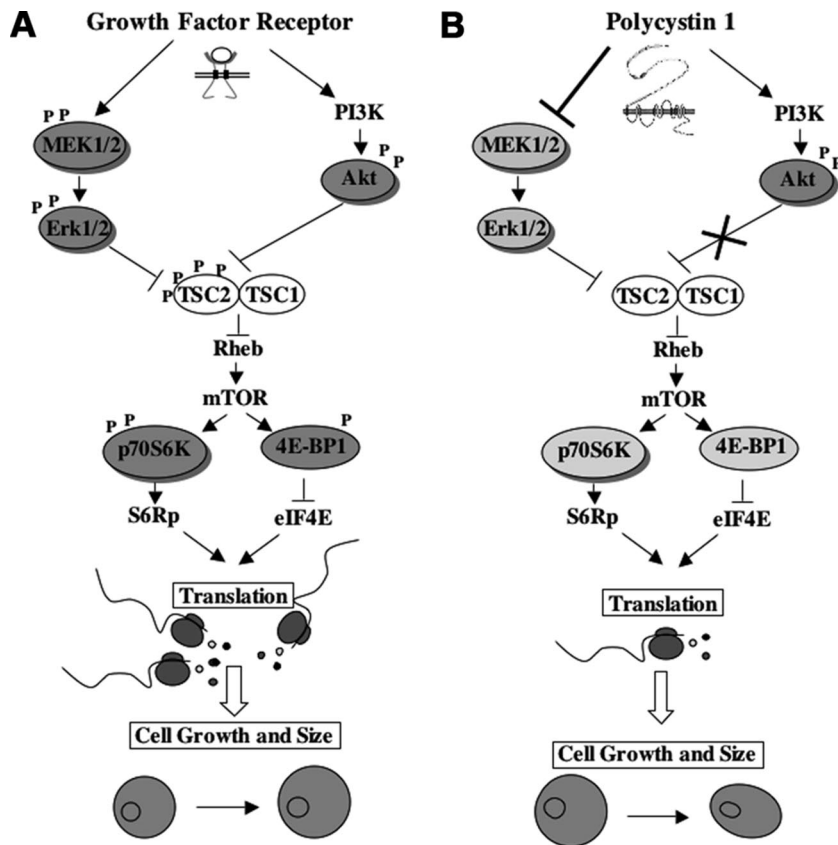 A
Growth Factor Receptor
P P
MEK1/2
P P
Erk1/2
PI3K
P P
Akt
P P P P
TSC2 TSC1
Rheb
mTOR
P P
p70S6K
P
4E-BP1
S6Rp
eIF4E
Translation
Cell Growth and Size
B
Polycystin 1
MEK1/2
Erk1/2
PI3K
P P
Akt
TSC2 TSC1
Rheb
mTOR
p70S6K
4E-BP1
S6Rp
eIF4E
Translation
Cell Growth and Size